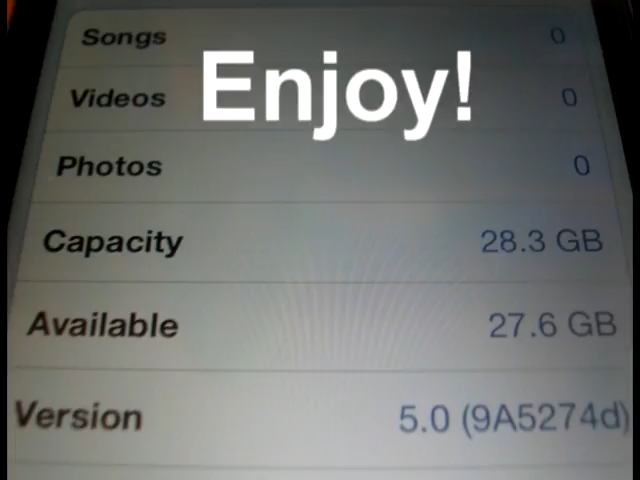 Songs 0
Enjoy!
Videos 0
Photos 0
Capacity 28.3 GB
Available 27.6 GB
Version 5.0 (9A5274d)